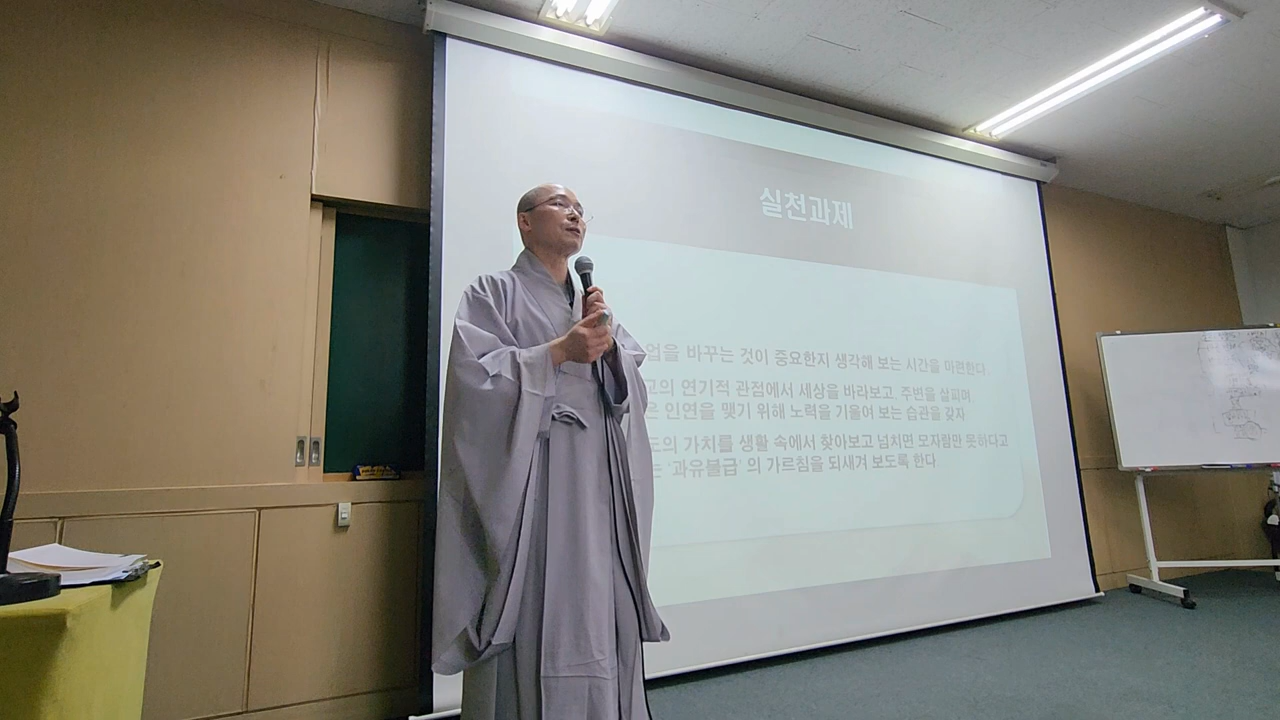 실천과제
업을 바꾸는 것이 중요한지 생각해 보는 시간을 마련한다
교의 연기적 관점에서 세상을 바라보고, 주변을 살피며
은 인연을 맺기 위해 노력을 기울여 보는 습관을 갖자
도의 가치를 생활 속에서 찾아보고 넘치면 모자람만 못하다고
는 '과유불급' 의 가르침을 되새겨 보도록 한다